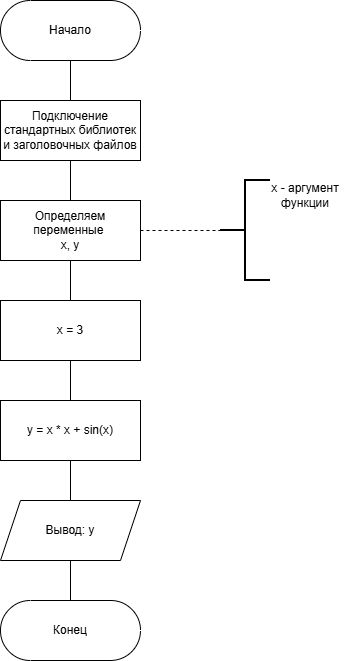 Начало
Подключение
стандартных библиотек
и заголовочных файлов
Определяем
переменные
x, y
x - аргумент
функции
x = 3
y = x * x + sin(x)
Вывод: y
Конец